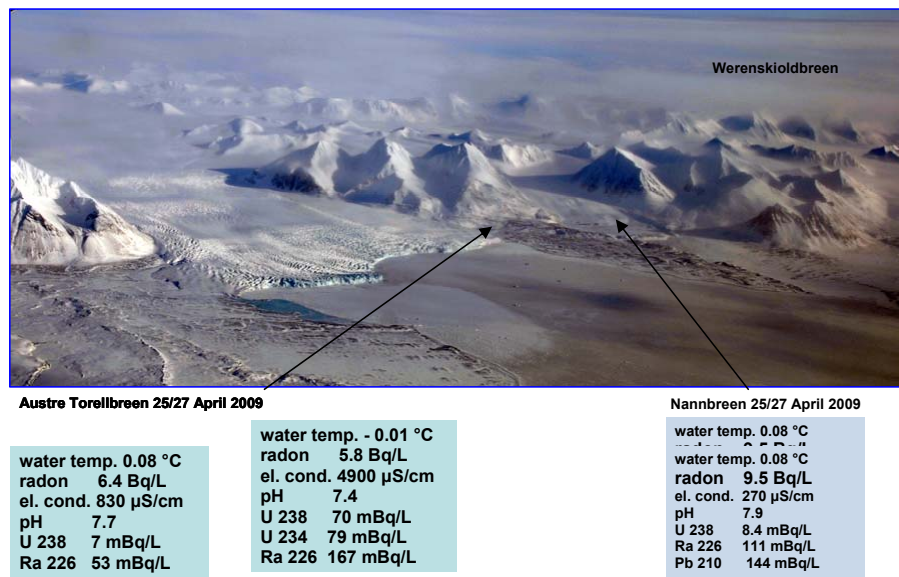 Werenskioldbreen
Austre Torellbreen 25/27 April 2009
Nannbreen 25/27 April 2009
water temp. 0.08 °C
radon 6.4 Bq/L
el. cond. 830 µS/cm
pH 7.7
U 238 7 mBq/L
Ra 226 53 mBq/L
water temp. - 0.01 °C
radon 5.8 Bq/L
el. cond. 4900 µS/cm
pH 7.4
U 238 70 mBq/L
U 234 79 mBq/L
Ra 226 167 mBq/L
water temp. 0.08 °C
water temp. 0.08 °C
radon 9.5 Bq/L
el. cond. 270 µS/cm
pH 7.9
U 238 8.4 mBq/L
Ra 226 111 mBq/L
Pb 210 144 mBq/L